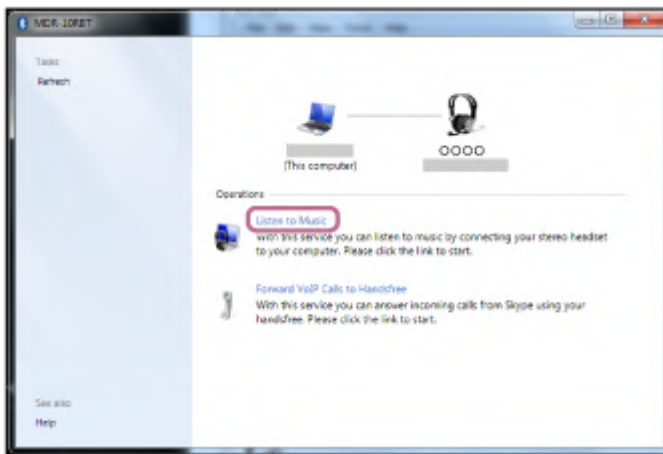 MDR-10RBT
Tasks
Refresh
(This computer)
OOOO
Operations
Listen to Music
With this service you can listen to music by connecting your stereo headset
to your computer. Please click the link to start.
Forward VoIP Calls to Handsfree
With this service you can answer incoming calls from Skype using your
handsfree. Please click the link to start.
See also
Help